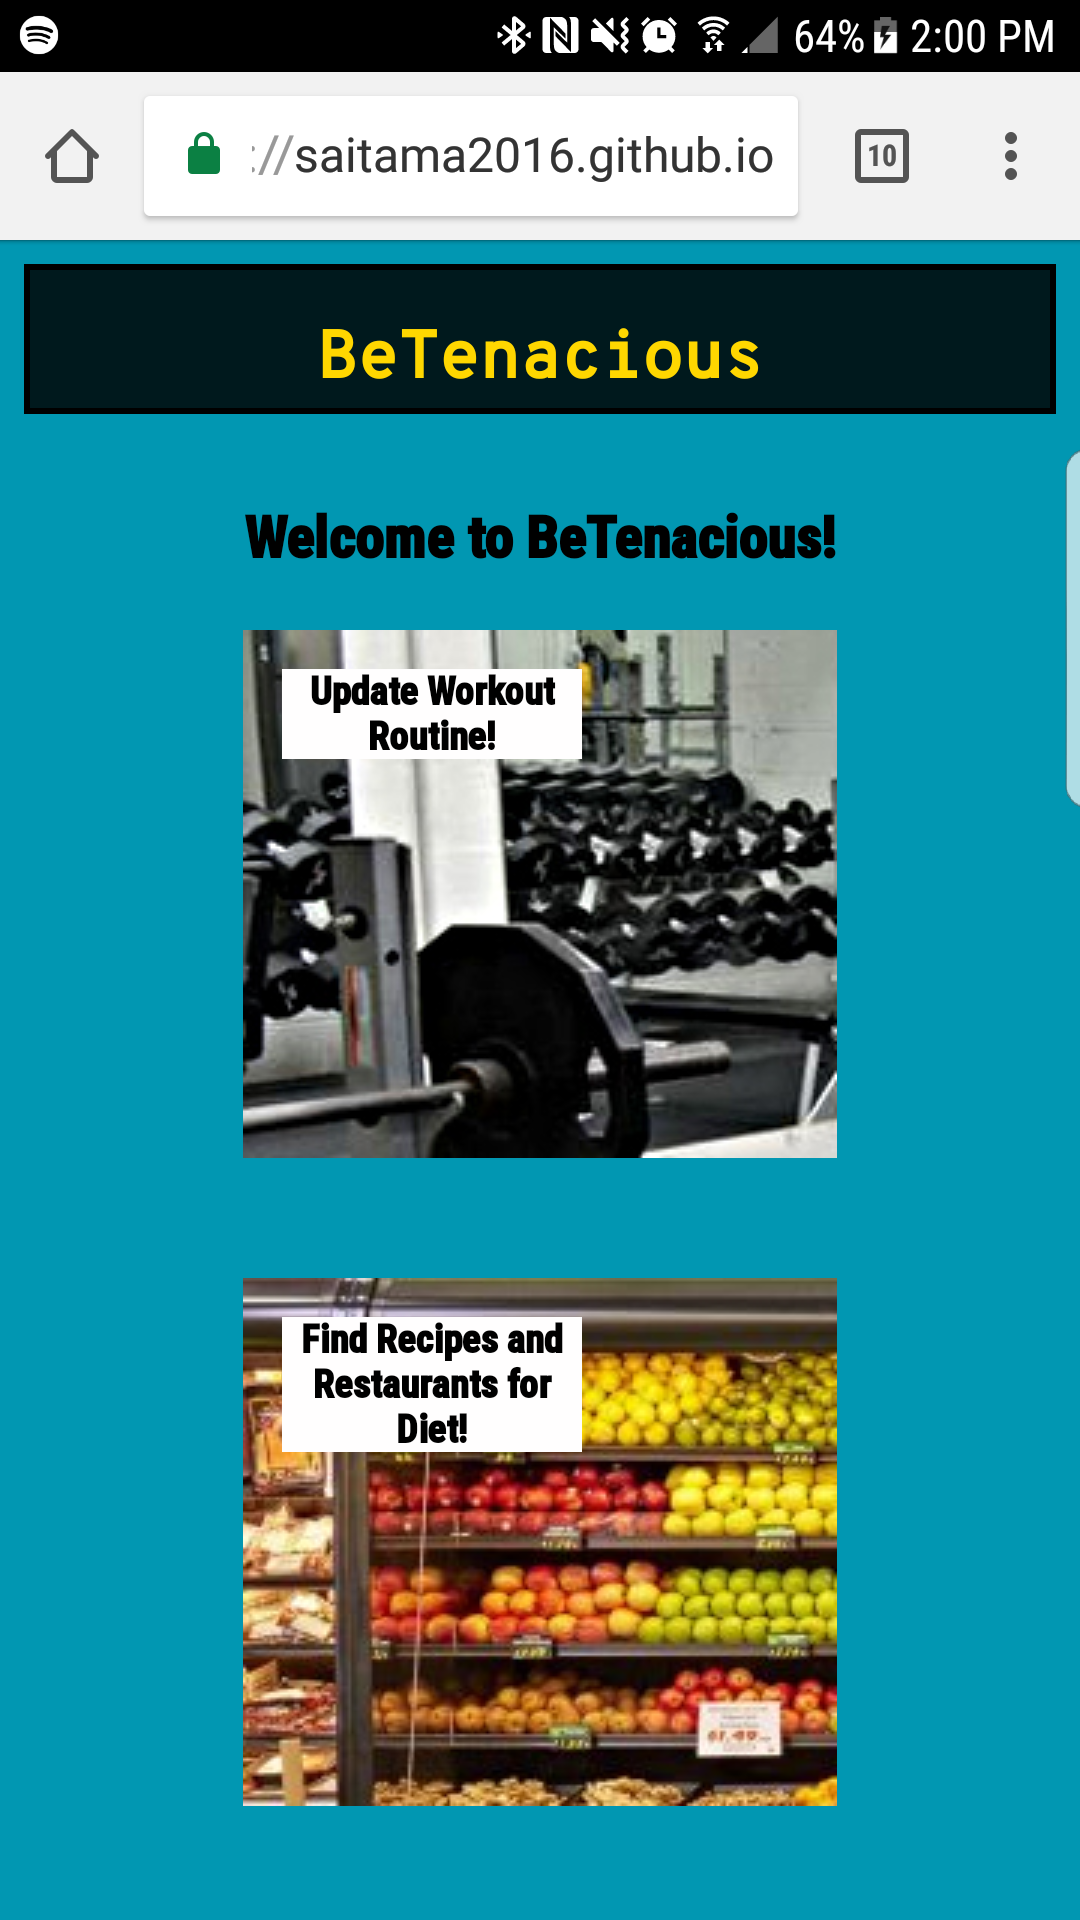 64% 2:00 PM
://saitama2016.github.io
10
BeTenacious
Welcome to BeTenacious!
Update Workout
Routine!
Find Recipes and
Restaurants for
Diet!